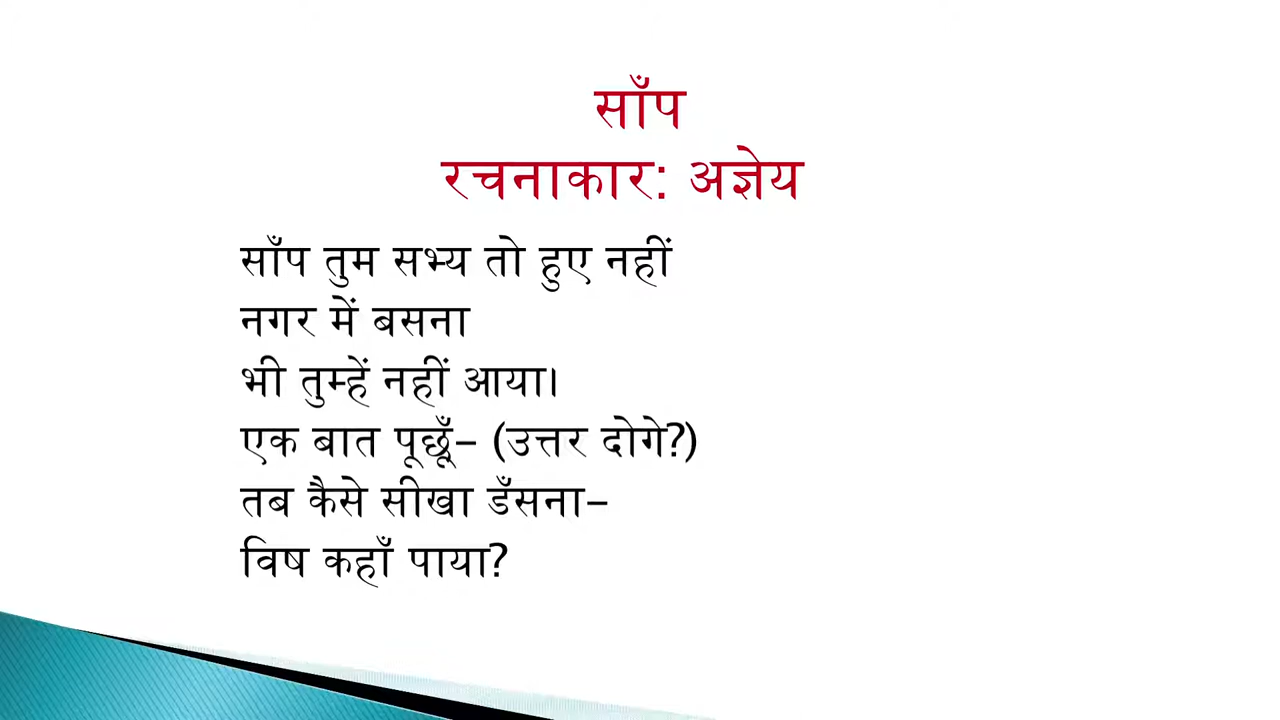 साँप
रचनाकार: अज्ञेय
साँप तुम सभ्य तो हुए नहीं
नगर में बसना
भी तुम्हें नहीं आया।
एक बात पूछूँ– (उत्तर दोगे?)
तब कैसे सीखा डँसना–
विष कहाँ पाया?